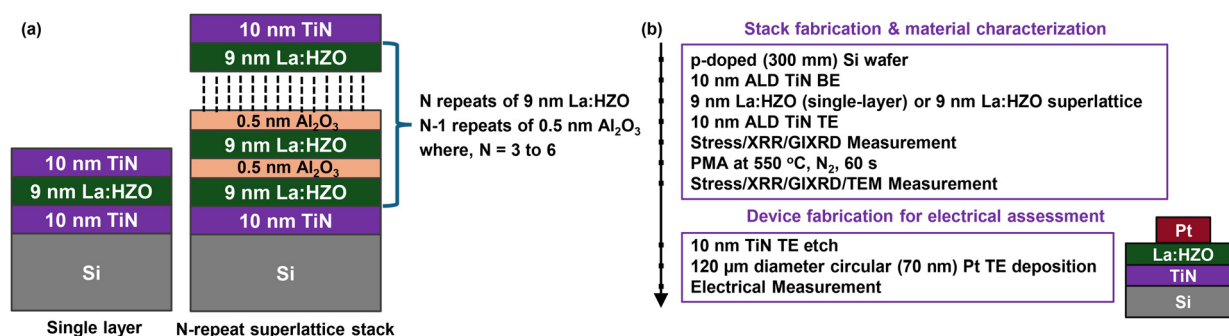 (a)
10 nm TiN
9 nm La:HZO
0.5 nm Al₂O₃
9 nm La:HZO
0.5 nm Al₂O₃
9 nm La:HZO
10 nm TiN
Si
N-repeat superlattice stack
10 nm TiN
9 nm La:HZO
10 nm TiN
Si
Single layer
N repeats of 9 nm La:HZO
N-1 repeats of 0.5 nm Al₂O₃
where, N = 3 to 6
(b)
Stack fabrication & material characterization
p-doped (300 mm) Si wafer
10 nm ALD TiN BE
9 nm La:HZO (single-layer) or 9 nm La:HZO superlattice
10 nm ALD TiN TE
Stress/XRR/GIXRD Measurement
PMA at 550 °C, N₂, 60 s
Stress/XRR/GIXRD/TEM Measurement
Device fabrication for electrical assessment
10 nm TiN TE etch
120 µm diameter circular (70 nm) Pt TE deposition
Electrical Measurement
Pt
La:HZO
TiN
Si